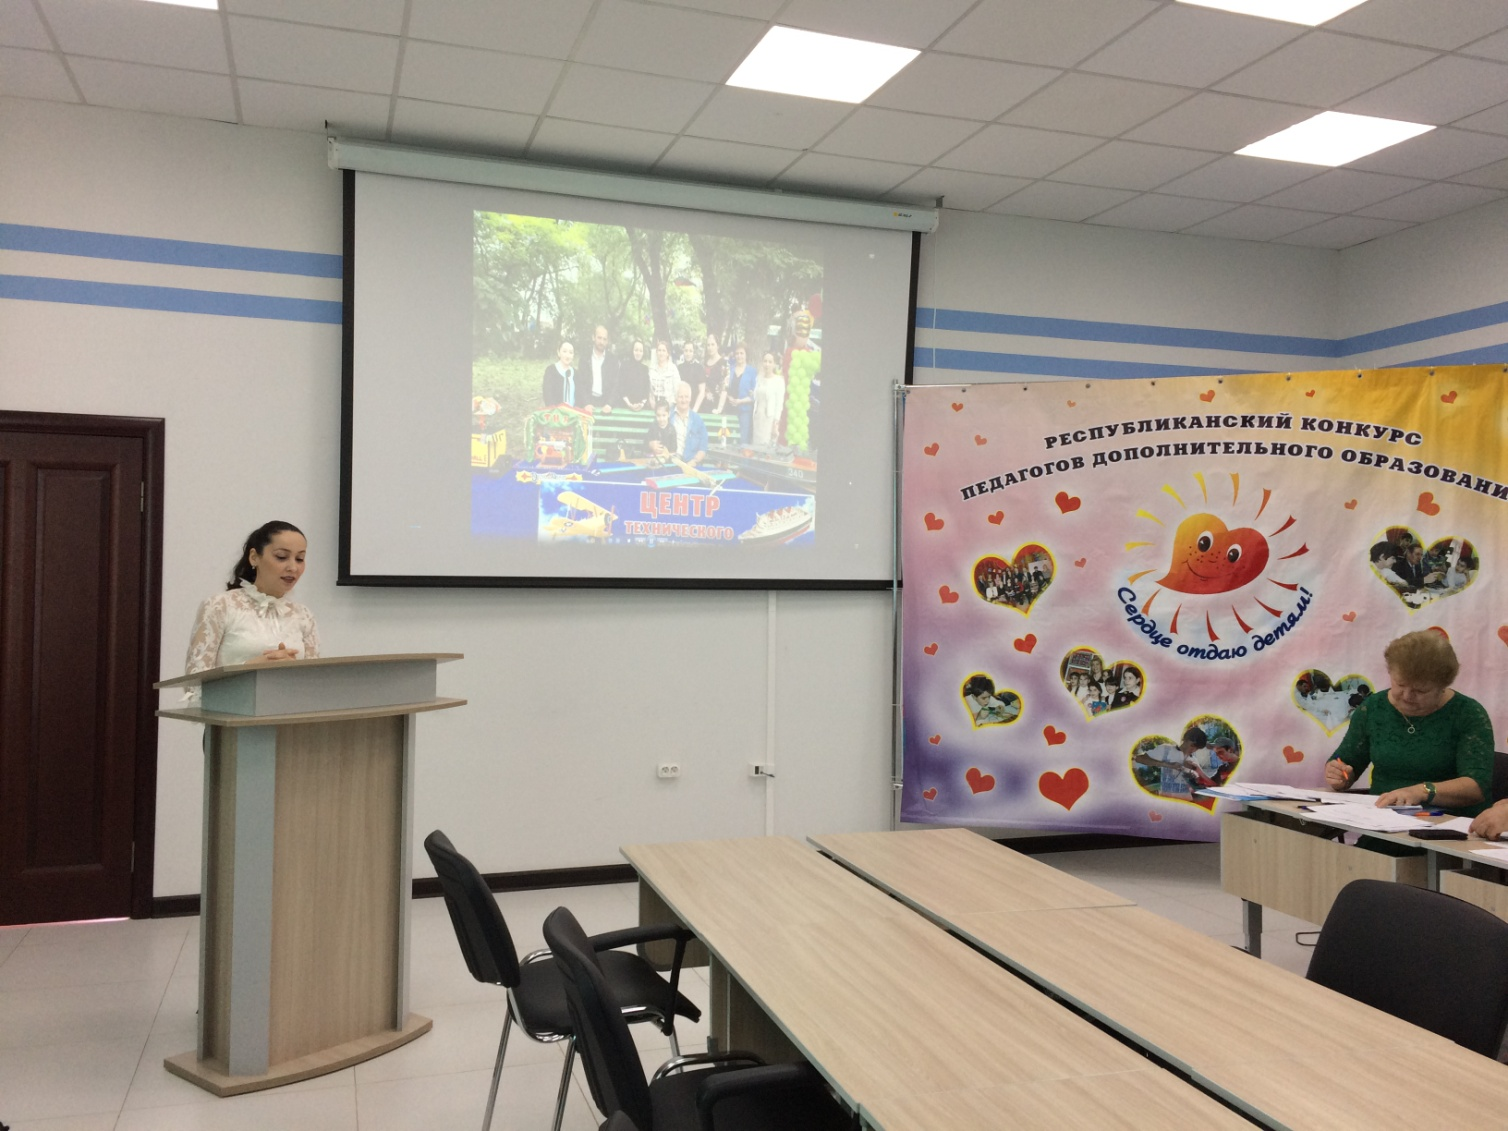 ЦЕНТР
ТЕХНИЧЕСКОГО
РЕСПУБЛИКАНСКИЙ КОНКУРС
ПЕДАГОГОВ ДОПОЛНИТЕЛЬНОГО ОБРАЗОВАНИ
Сердце отдаю детям!